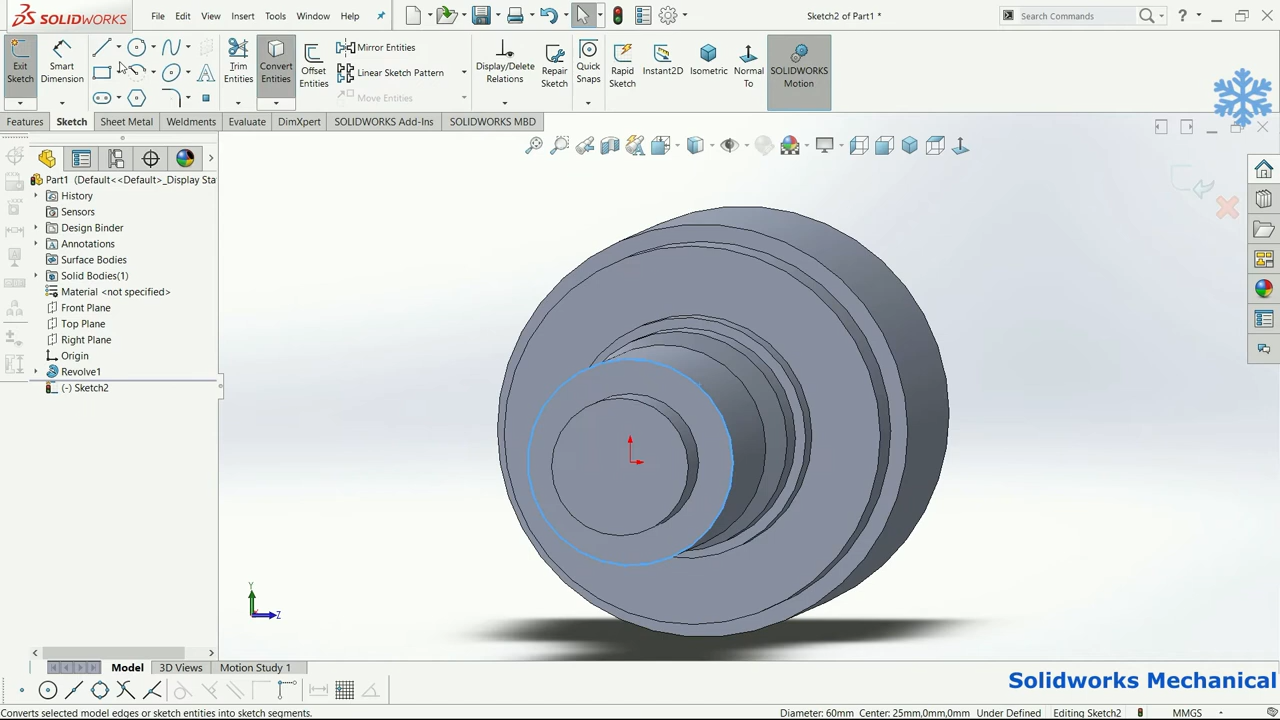 SOLIDWORKS
File Edit View Insert Tools Window Help
Sketch2 of Part1 *
Search Commands
?
Exit Sketch
Smart Dimension
Trim Entities
Convert Entities
Offset Entities
Mirror Entities
Linear Sketch Pattern
Move Entities
Display/Delete Relations
Repair Sketch
Quick Snaps
Rapid Sketch
Instant2D
Isometric
Normal To
SOLIDWORKS Motion
Features Sketch Sheet Metal Weldments Evaluate DimXpert SOLIDWORKS Add-Ins SOLIDWORKS MBD
Part1 (Default<<Default>_Display Sta
History
Sensors
Design Binder
Annotations
Surface Bodies
Solid Bodies(1)
Material <not specified>
Front Plane
Top Plane
Right Plane
Origin
Revolve1
(-) Sketch2
Y
Z
Model 3D Views Motion Study 1
Solidworks Mechanical
Converts selected model edges or sketch entities into sketch segments.
Diameter: 60mm Center: 25mm,0mm,0mm Under Defined Editing Sketch2 MMGS